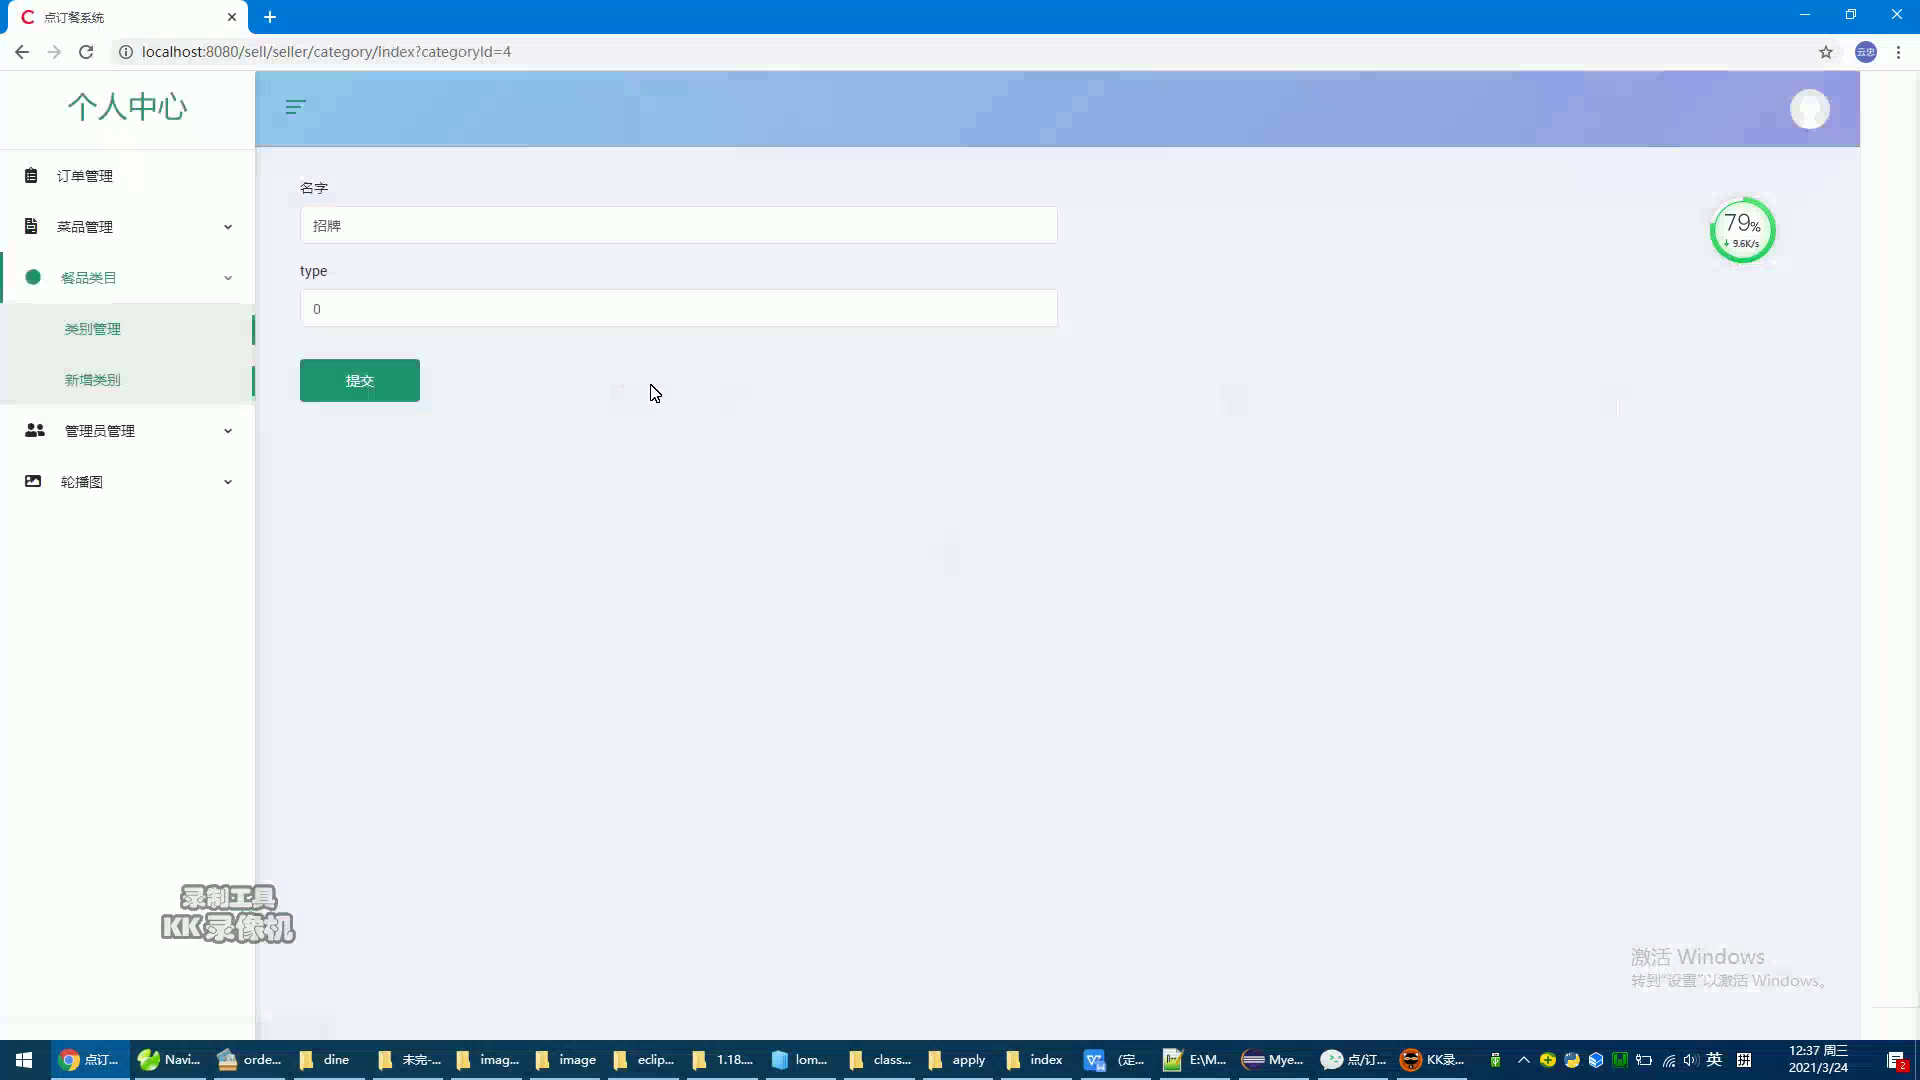 点订餐系统
localhost:8080/sell/seller/category/index?categoryId=4
云忠
个人中心
订单管理
菜品管理
餐品类目
类别管理
新增类别
管理员管理
轮播图
名字
招牌
type
0
提交
79%
9.6K/s
录制工具
KK录像机
激活 Windows
转到“设置”以激活 Windows。
点订...
Navi...
orde...
dine
未完-...
imag...
image
eclip...
1.18....
lom...
class...
apply
index
(定...
E:\M...
Mye...
点/订...
KK录...
英
拼
12:37 周三
2021/3/24
2